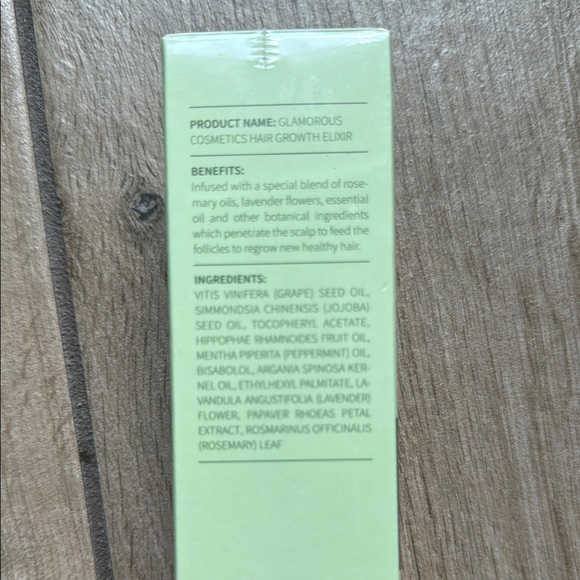 PRODUCT NAME: GLAMOROUS
COSMETICS HAIR GROWTH ELIXIR
BENEFITS:
Infused with a special blend of rose-
mary oils, lavender flowers, essential
oil and other botanical ingredients
which penetrate the scalp to feed the
follicles to regrow new healthy hair.
INGREDIENTS:
VITIS VINIFERA (GRAPE) SEED OIL,
SIMMONDSIA CHINENSIS (JOJOBA)
SEED OIL, TOCOPHERYL ACETATE,
HIPPOPHAE RHAMNOIDES FRUIT OIL,
MENTHA PIPERITA (PEPPERMINT) OIL,
BISABOLOL, ARGANIA SPINOSA KER-
NEL OIL, ETHYLHEXYL PALMITATE, LA-
VANDULA ANGUSTIFOLIA (LAVENDER)
FLOWER, PAPAVER RHOEAS PETAL
EXTRACT, ROSMARINUS OFFICINALIS
(ROSEMARY) LEAF